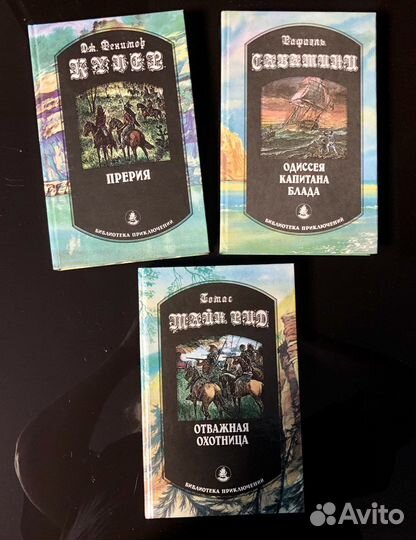 Дж. Фенимор
КУПЕР
ПРЕРИЯ
БИБЛИОТЕКА ПРИКЛЮЧЕНИЙ
Рафаэль
САБАТИНИ
ОДИССЕЯ
КАПИТАНА
БЛАДА
БИБЛИОТЕКА ПРИКЛЮЧЕНИЙ
Томас
МАЙН РИД
ОТВАЖНАЯ
ОХОТНИЦА
БИБЛИОТЕКА ПРИКЛЮЧЕНИЙ
Avito